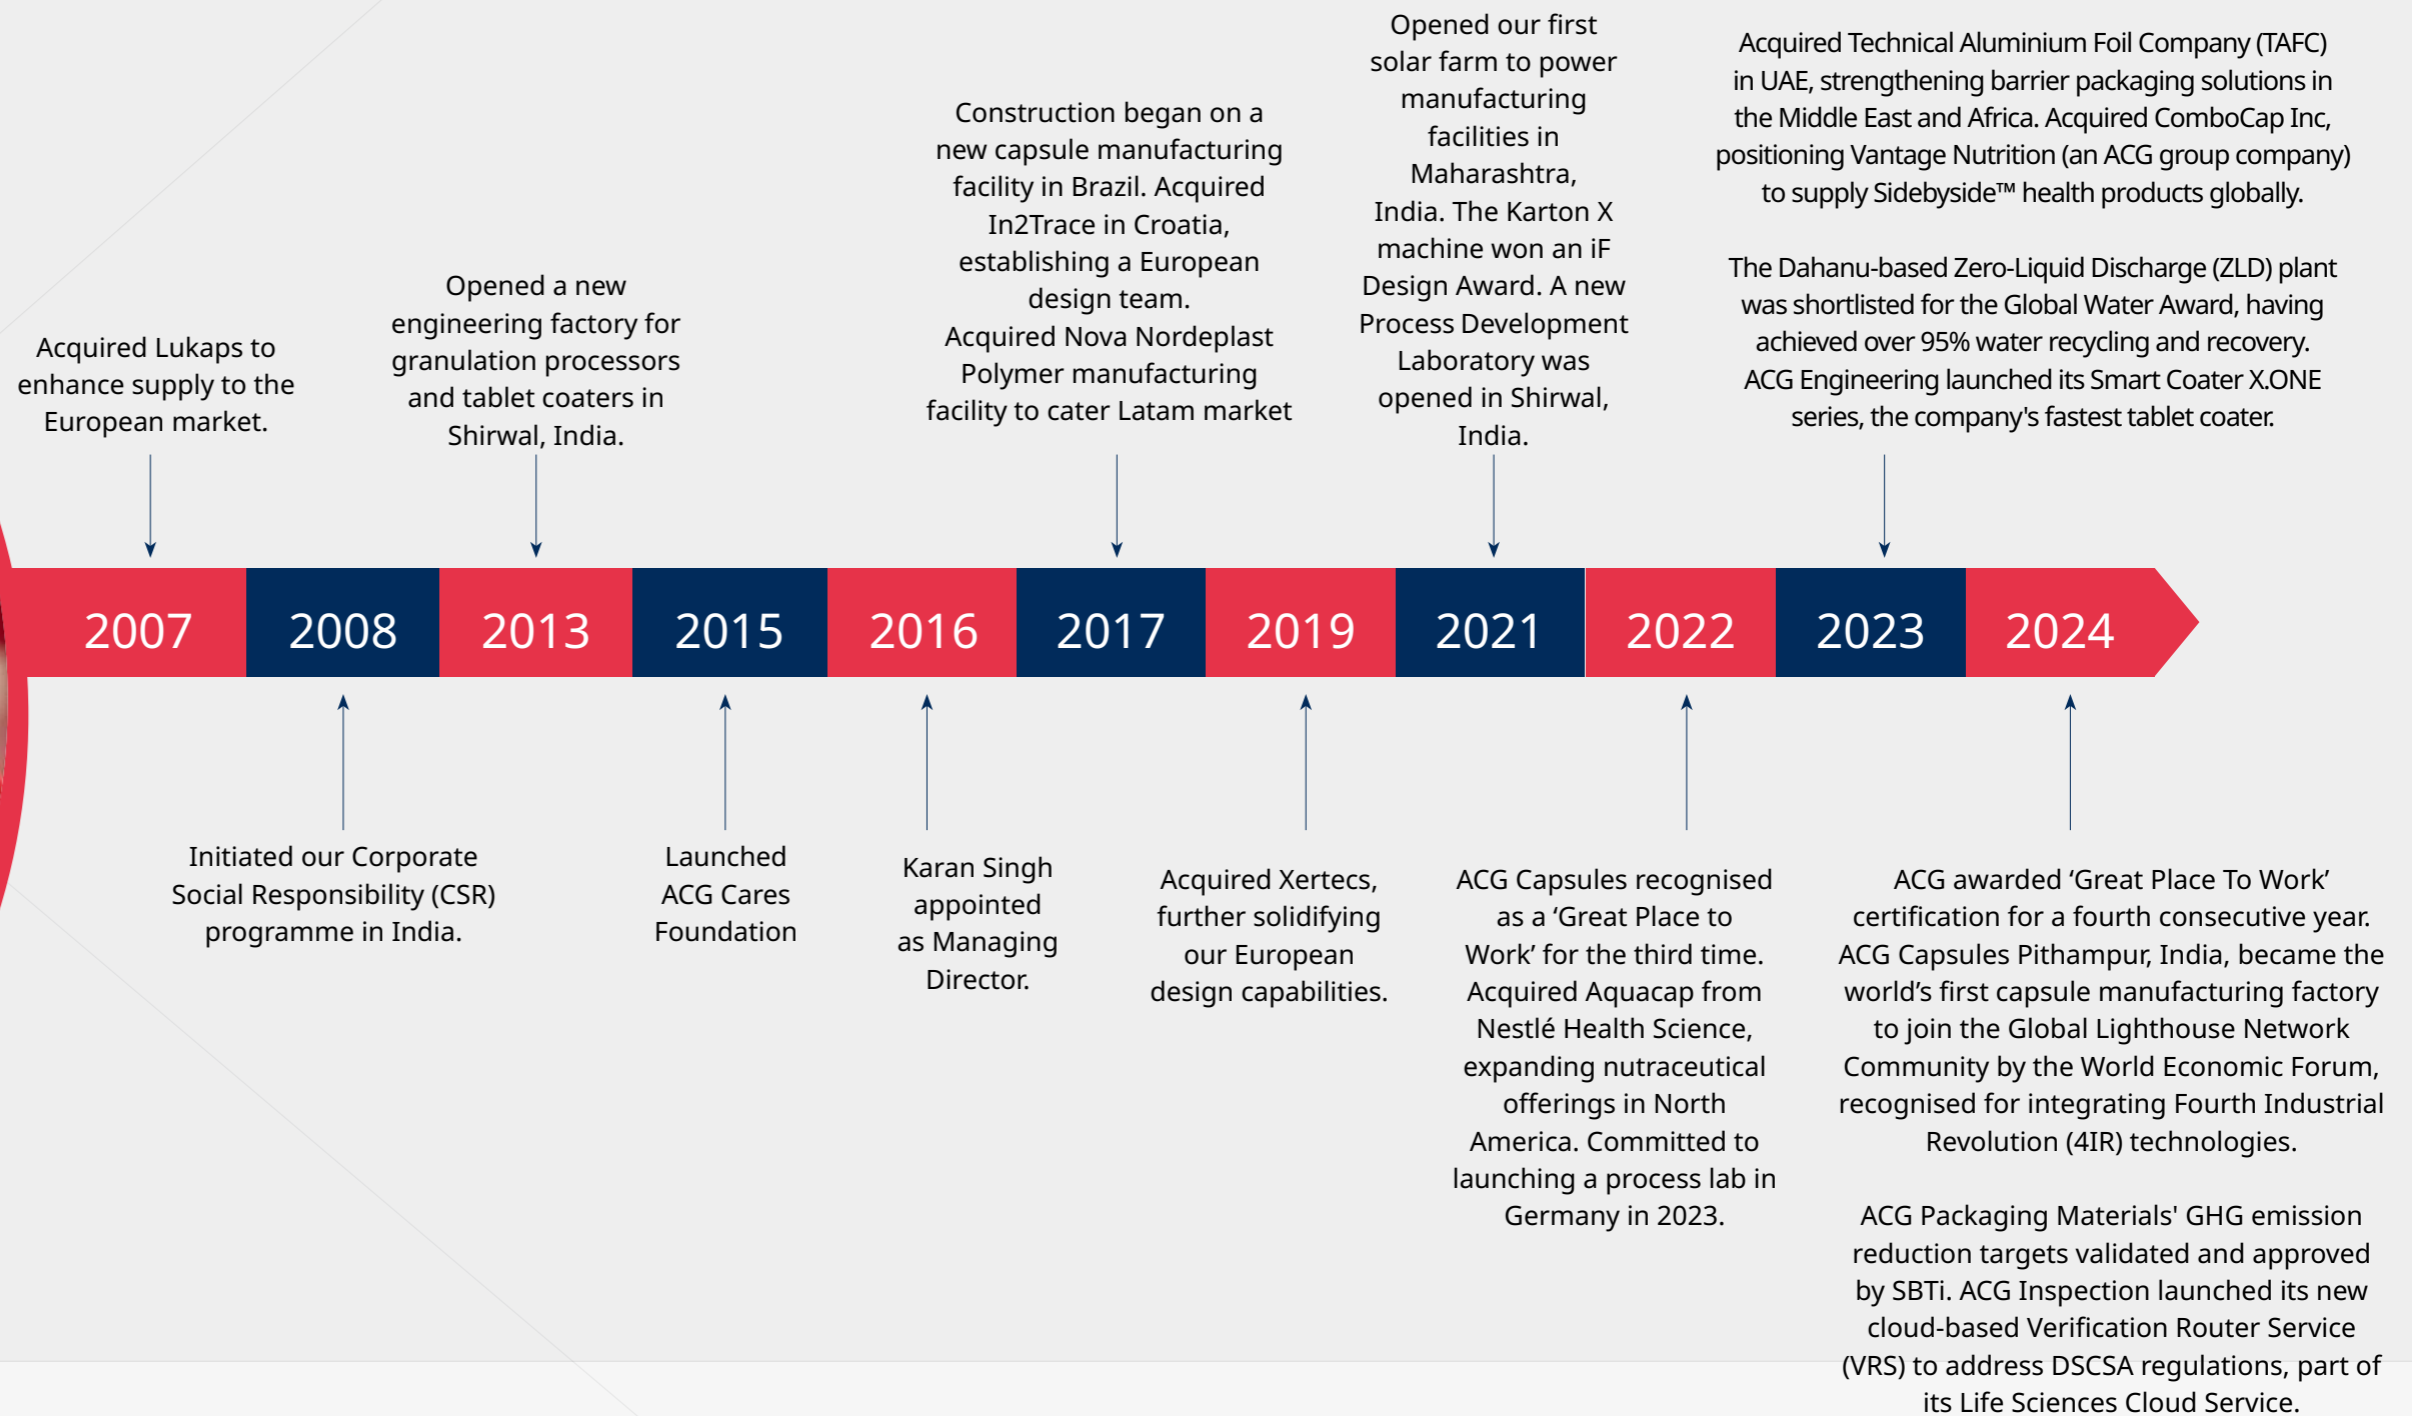 Acquired Lukaps to
enhance supply to the
European market.
Opened a new
engineering factory for
granulation processors
and tablet coaters in
Shirwal, India.
Construction began on a
new capsule manufacturing
facility in Brazil. Acquired
In2Trace in Croatia,
establishing a European
design team.
Acquired Nova Nordeplast
Polymer manufacturing
facility to cater Latam market
Opened our first
solar farm to power
manufacturing
facilities in
Maharashtra,
India. The Karton X
machine won an iF
Design Award. A new
Process Development
Laboratory was
opened in Shirwal,
India.
Acquired Technical Aluminium Foil Company (TAFC)
in UAE, strengthening barrier packaging solutions in
the Middle East and Africa. Acquired ComboCap Inc,
positioning Vantage Nutrition (an ACG group company)
to supply Sidebyside™ health products globally.
The Dahanu-based Zero-Liquid Discharge (ZLD) plant
was shortlisted for the Global Water Award, having
achieved over 95% water recycling and recovery.
ACG Engineering launched its Smart Coater X.ONE
series, the company's fastest tablet coater.
2007 2008 2013 2015 2016 2017 2019 2021 2022 2023 2024
Initiated our Corporate
Social Responsibility (CSR)
programme in India.
Launched
ACG Cares
Foundation
Karan Singh
appointed
as Managing
Director.
Acquired Xertecs,
further solidifying
our European
design capabilities.
ACG Capsules recognised
as a ‘Great Place to
Work’ for the third time.
Acquired Aquacap from
Nestlé Health Science,
expanding nutraceutical
offerings in North
America. Committed to
launching a process lab in
Germany in 2023.
ACG awarded ‘Great Place To Work’
certification for a fourth consecutive year.
ACG Capsules Pithampur, India, became the
world’s first capsule manufacturing factory
to join the Global Lighthouse Network
Community by the World Economic Forum,
recognised for integrating Fourth Industrial
Revolution (4IR) technologies.
ACG Packaging Materials' GHG emission
reduction targets validated and approved
by SBTi. ACG Inspection launched its new
cloud-based Verification Router Service
(VRS) to address DSCSA regulations, part of
its Life Sciences Cloud Service.